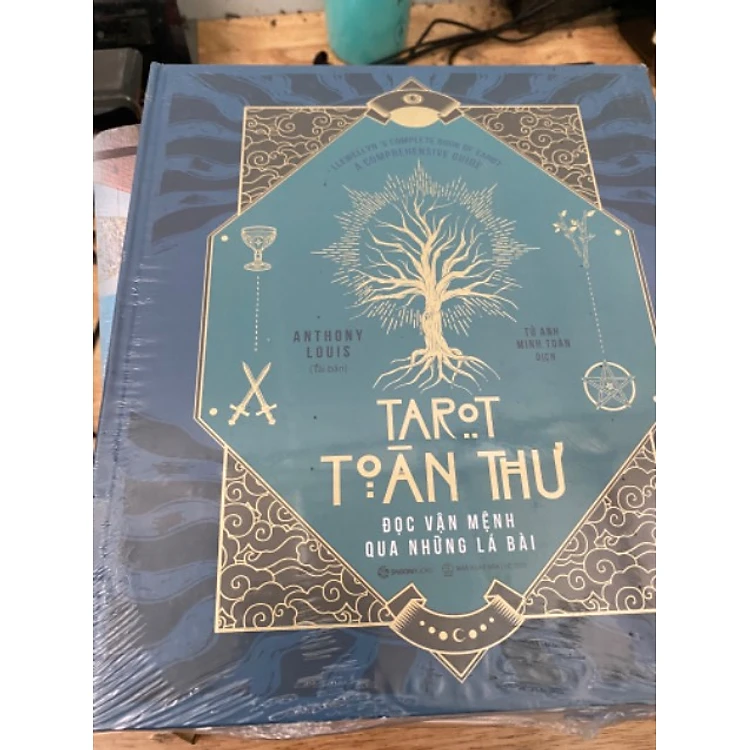 LLEWELLYN'S COMPLETE BOOK OF TAROT
A COMPREHENSIVE GUIDE
ANTHONY
LOUIS
(Tái bản)
TÚ ANH
MINH TOÀN
DỊCH
TAROT
TOÀN THƯ
ĐỌC VẬN MỆNH
QUA NHỮNG LÁ BÀI